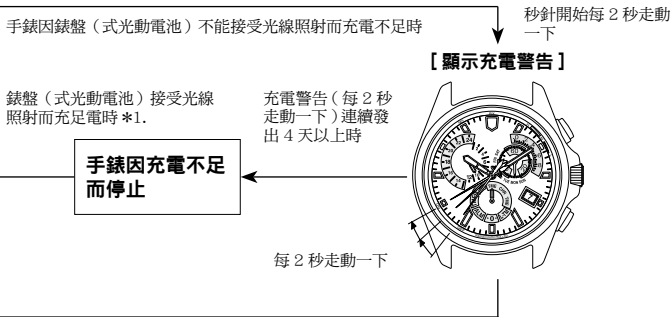 手錶因錶盤（式光動電池）不能接受光線照射而充電不足時
秒針開始每 2 秒走動
一下
[ 顯示充電警告 ]
錶盤（式光動電池）接受光線
照射而充足電時 *1.
充電警告 ( 每 2 秒
走動一下 ) 連續發
出 4 天以上時
手錶因充電不足
而停止
每 2 秒走動一下